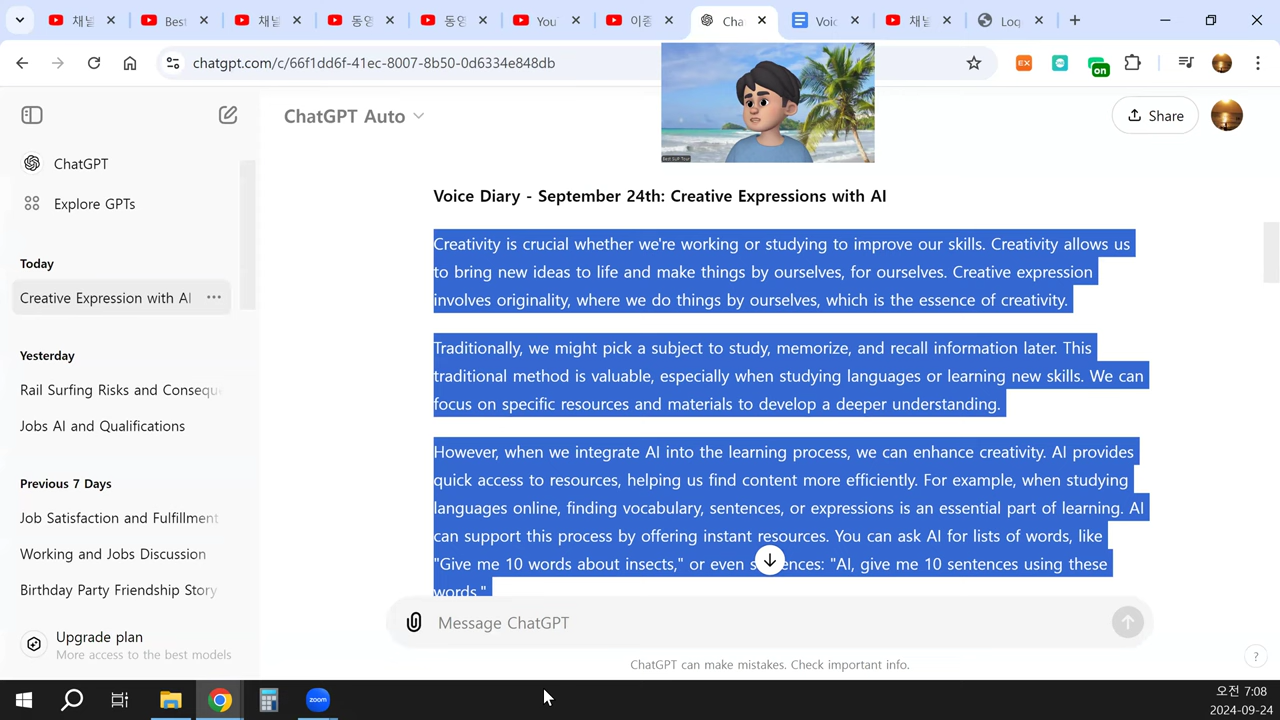 채널
Best
채널
동영
동영
You
이종
Cha
Voic
채널
Loq
chatgpt.com/c/66f1dd6f-41ec-8007-8b50-0d6334e848db
EX
on
ChatGPT Auto
Share
ChatGPT
Explore GPTs
Today
Creative Expression with AI
Yesterday
Rail Surfing Risks and Conseque
Jobs AI and Qualifications
Previous 7 Days
Job Satisfaction and Fulfillment
Working and Jobs Discussion
Birthday Party Friendship Story
Upgrade plan
More access to the best models
Voice Diary - September 24th: Creative Expressions with AI
Creativity is crucial whether we're working or studying to improve our skills. Creativity allows us
to bring new ideas to life and make things by ourselves, for ourselves. Creative expression
involves originality, where we do things by ourselves, which is the essence of creativity.
Traditionally, we might pick a subject to study, memorize, and recall information later. This
traditional method is valuable, especially when studying languages or learning new skills. We can
focus on specific resources and materials to develop a deeper understanding.
However, when we integrate AI into the learning process, we can enhance creativity. AI provides
quick access to resources, helping us find content more efficiently. For example, when studying
languages online, finding vocabulary, sentences, or expressions is an essential part of learning. AI
can support this process by offering instant resources. You can ask AI for lists of words, like
"Give me 10 words about insects," or even sentences: "AI, give me 10 sentences using these
words."
Message ChatGPT
ChatGPT can make mistakes. Check important info.
?
zoom
오전 7:08
2024-09-24